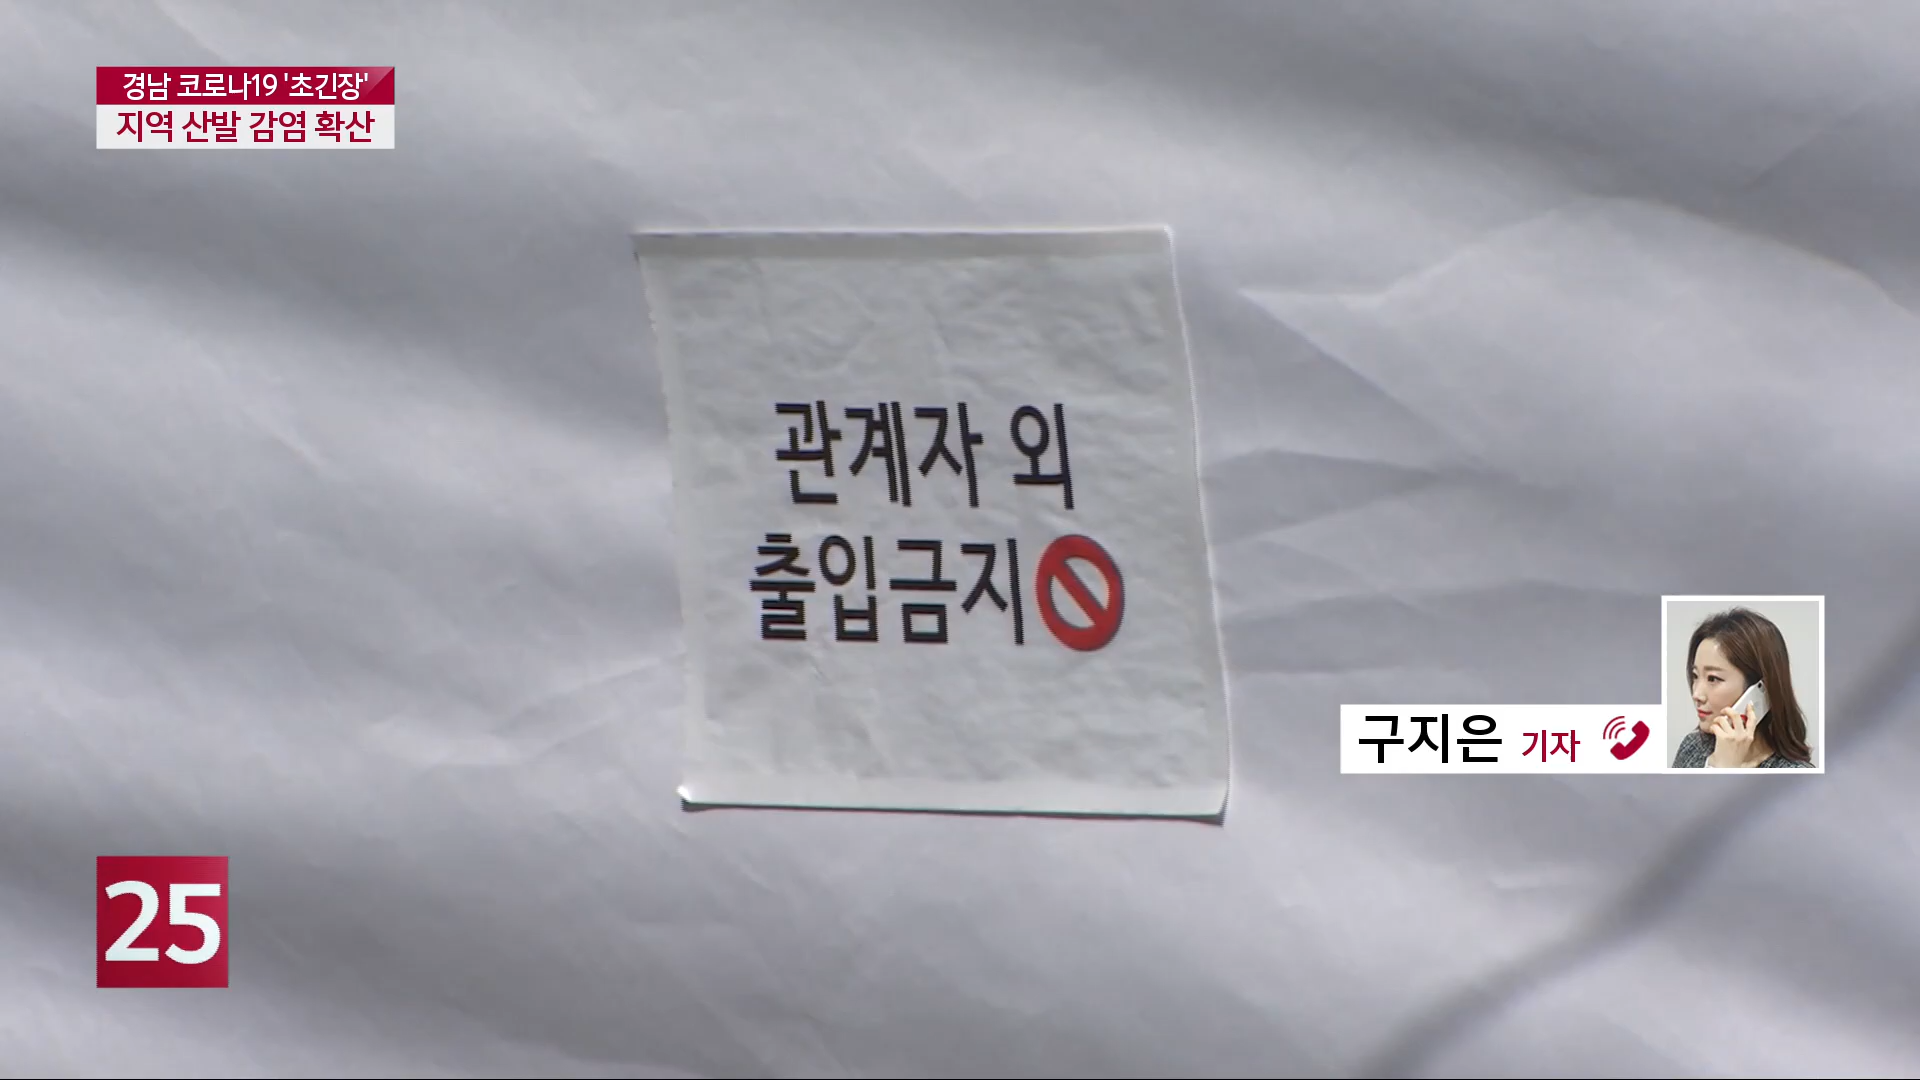 경남 코로나19 '초긴장'
지역 산발 감염 확산
관계자 외
출입금지
구지은 기자
25